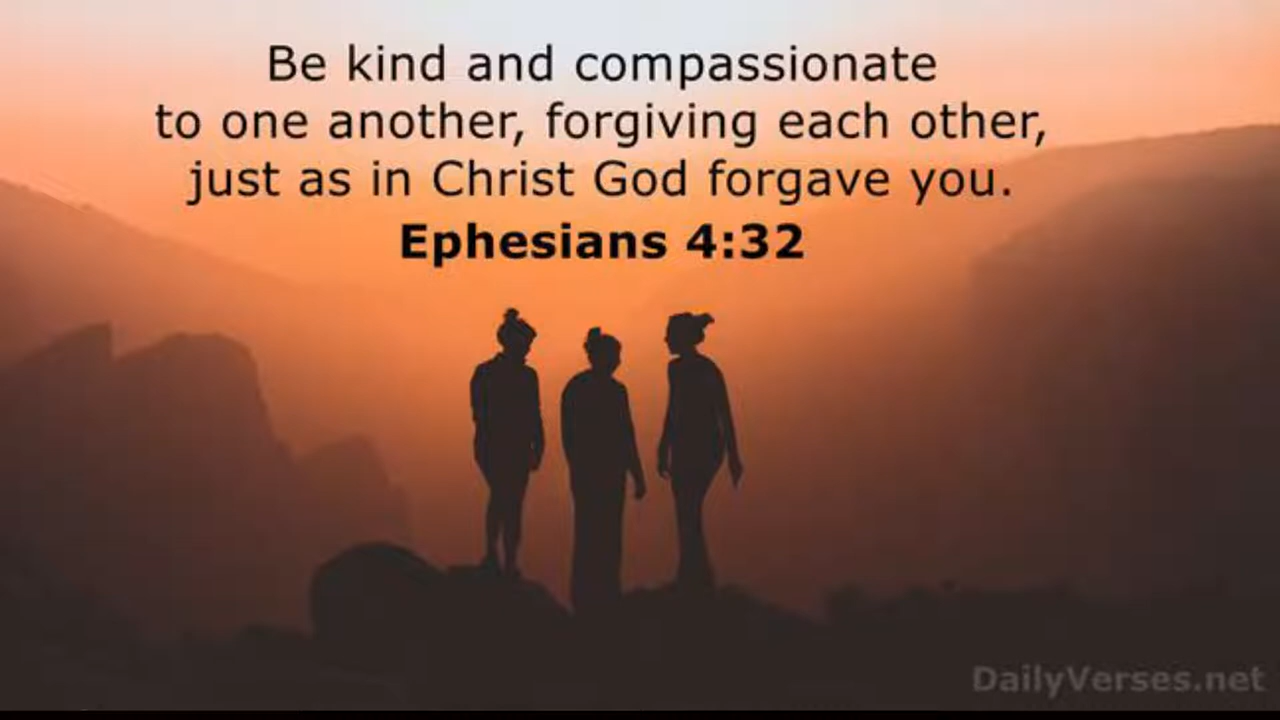 Be kind and compassionate
to one another, forgiving each other,
just as in Christ God forgave you.
Ephesians 4:32
DailyVerses.net